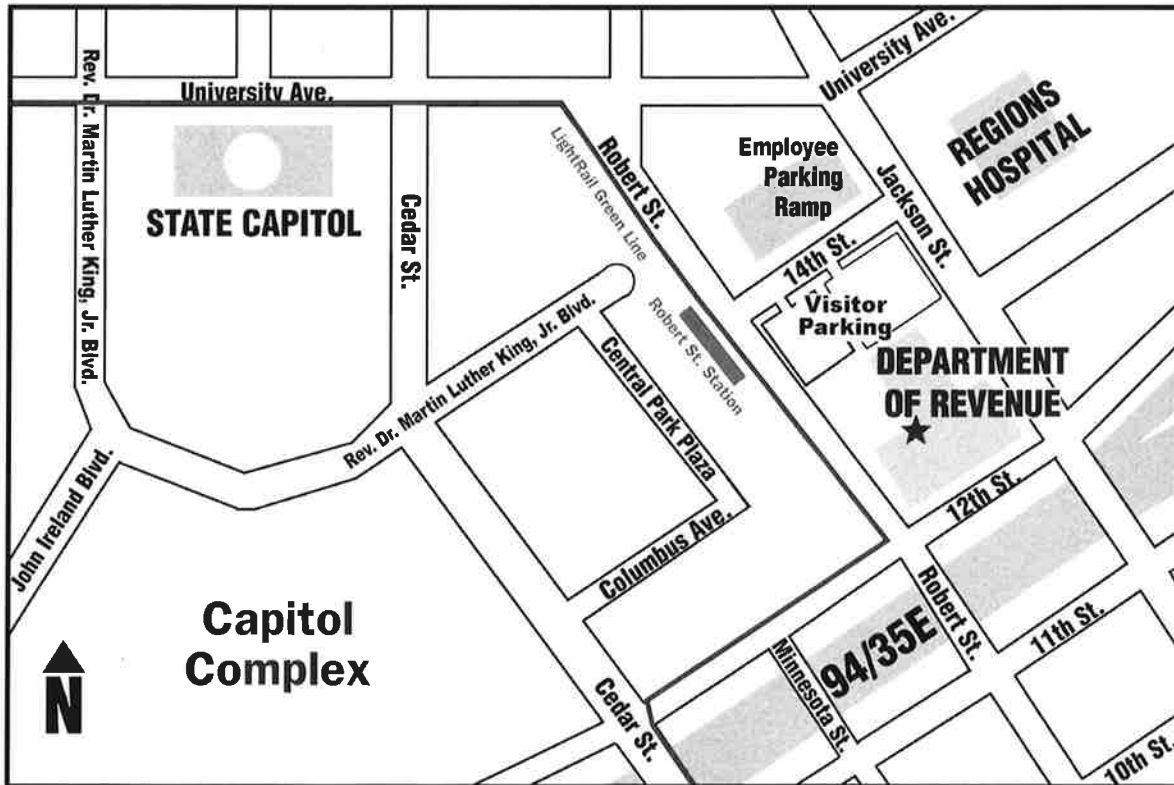 University Ave.
University Ave.
Rev. Dr. Martin Luther King, Jr. Blvd.
STATE CAPITOL
Cedar St.
LightRail Green Line
Robert St.
Employee
Parking
Ramp
Jackson St.
REGIONS
HOSPITAL
14th St.
Visitor
Parking
Rev. Dr. Martin Luther King, Jr. Blvd.
Robert St. Station
Central Park Plaza
DEPARTMENT
OF REVENUE
John Ireland Blvd.
Columbus Ave.
12th St.
Capitol
Complex
N
Cedar St.
Minnesota St.
94/35E
Robert St.
11th St.
10th St.